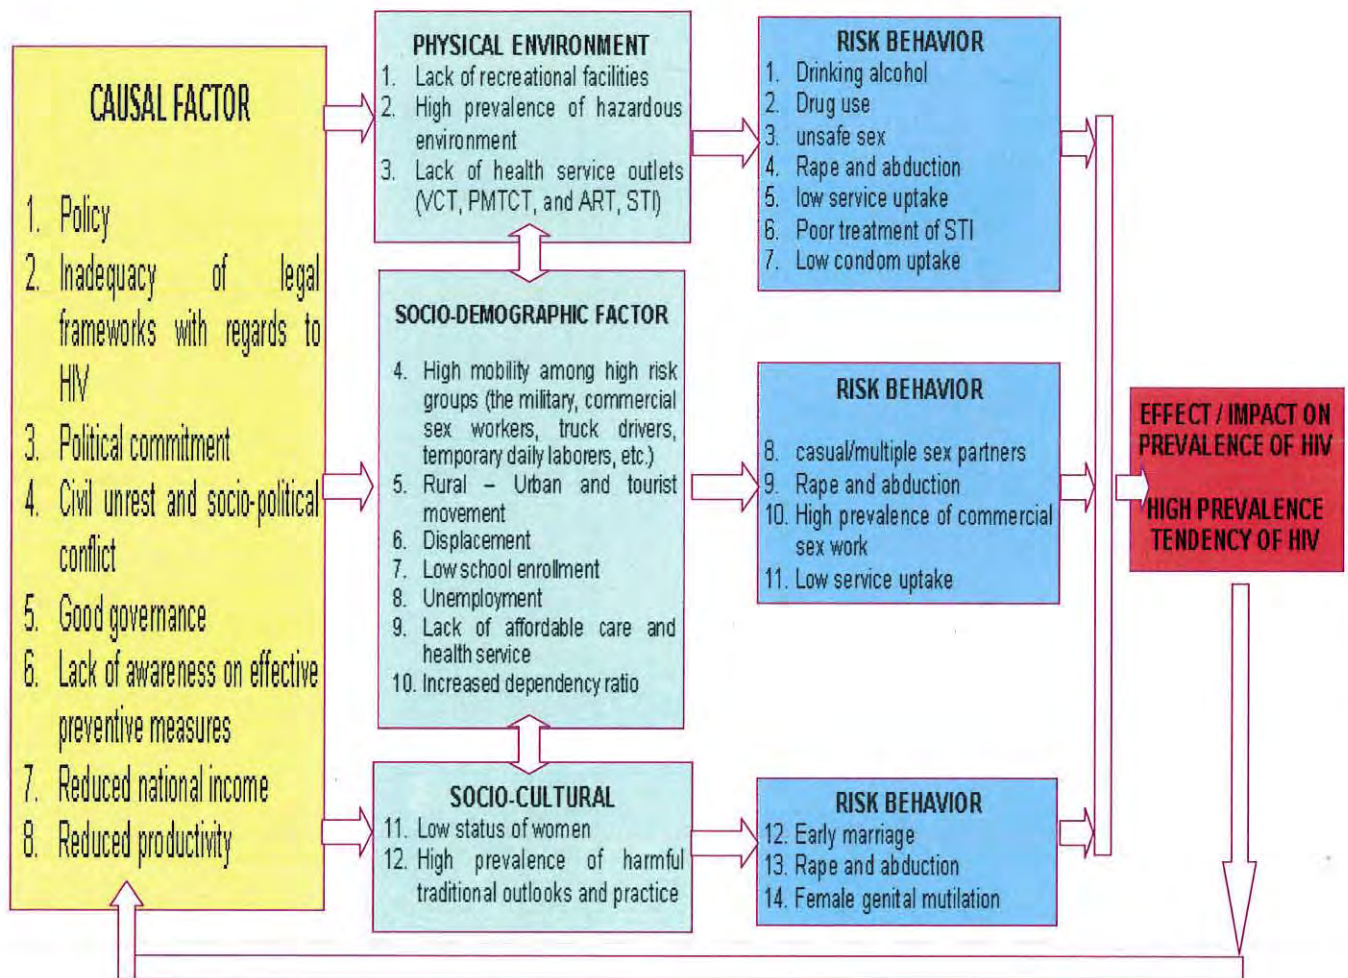 CAUSAL FACTOR
1. Policy
2. Inadequacy of legal
frameworks with regards to
HIV
3. Political commitment
4. Civil unrest and socio-political
conflict
5. Good governance
6. Lack of awareness on effective
preventive measures
7. Reduced national income
8. Reduced productivity
PHYSICAL ENVIRONMENT
1. Lack of recreational facilities
2. High prevalence of hazardous
environment
3. Lack of health service outlets
(VCT, PMTCT, and ART, STI)
SOCIO-DEMOGRAPHIC FACTOR
4. High mobility among high risk
groups (the military, commercial
sex workers, truck drivers,
temporary daily laborers, etc.)
5. Rural – Urban and tourist
movement
6. Displacement
7. Low school enrollment
8. Unemployment
9. Lack of affordable care and
health service
10. Increased dependency ratio
SOCIO-CULTURAL
11. Low status of women
12. High prevalence of harmful
traditional outlooks and practice
RISK BEHAVIOR
1. Drinking alcohol
2. Drug use
3. unsafe sex
4. Rape and abduction
5. low service uptake
6. Poor treatment of STI
7. Low condom uptake
RISK BEHAVIOR
8. casual/multiple sex partners
9. Rape and abduction
10. High prevalence of commercial
sex work
11. Low service uptake
RISK BEHAVIOR
12. Early marriage
13. Rape and abduction
14. Female genital mutilation
EFFECT / IMPACT ON
PREVALENCE OF HIV
HIGH PREVALENCE
TENDENCY OF HIV